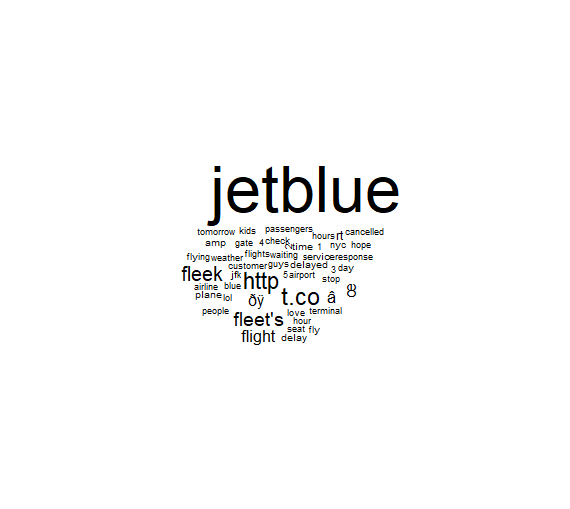 jetblue
tomorrow kids passengers hours rt cancelled
amp gate 4 check 2 time 1 nyc hope
flying weather flights waiting service response
customer guys delayed 3 day
fleek jfk http 5 airport stop
airline blue t.co â
plane lol ðÿ
people fleet's love terminal
hour
flight seat fly
delay